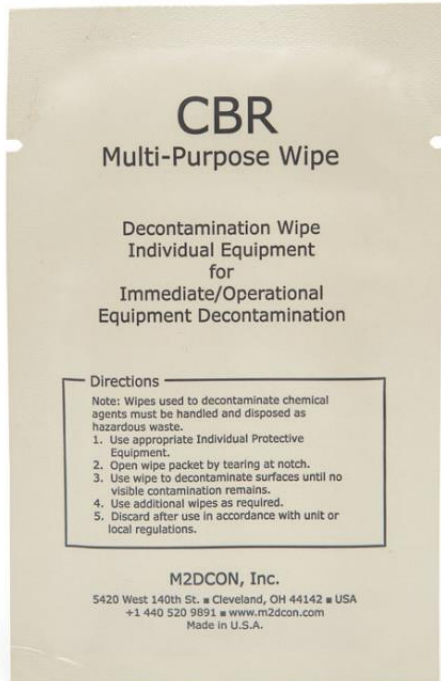 CBR
Multi-Purpose Wipe
Decontamination Wipe
Individual Equipment
for
Immediate/Operational
Equipment Decontamination
Directions
Note: Wipes used to decontaminate chemical
agents must be handled and disposed as
hazardous waste.
1. Use appropriate Individual Protective
Equipment.
2. Open wipe packet by tearing at notch.
3. Use wipe to decontaminate surfaces until no
visible contamination remains.
4. Use additional wipes as required.
5. Discard after use in accordance with unit or
local regulations.
M2DCON, Inc.
5420 West 140th St. ■ Cleveland, OH 44142 ■ USA
+1 440 520 9891 ■ www.m2dcon.com
Made in U.S.A.